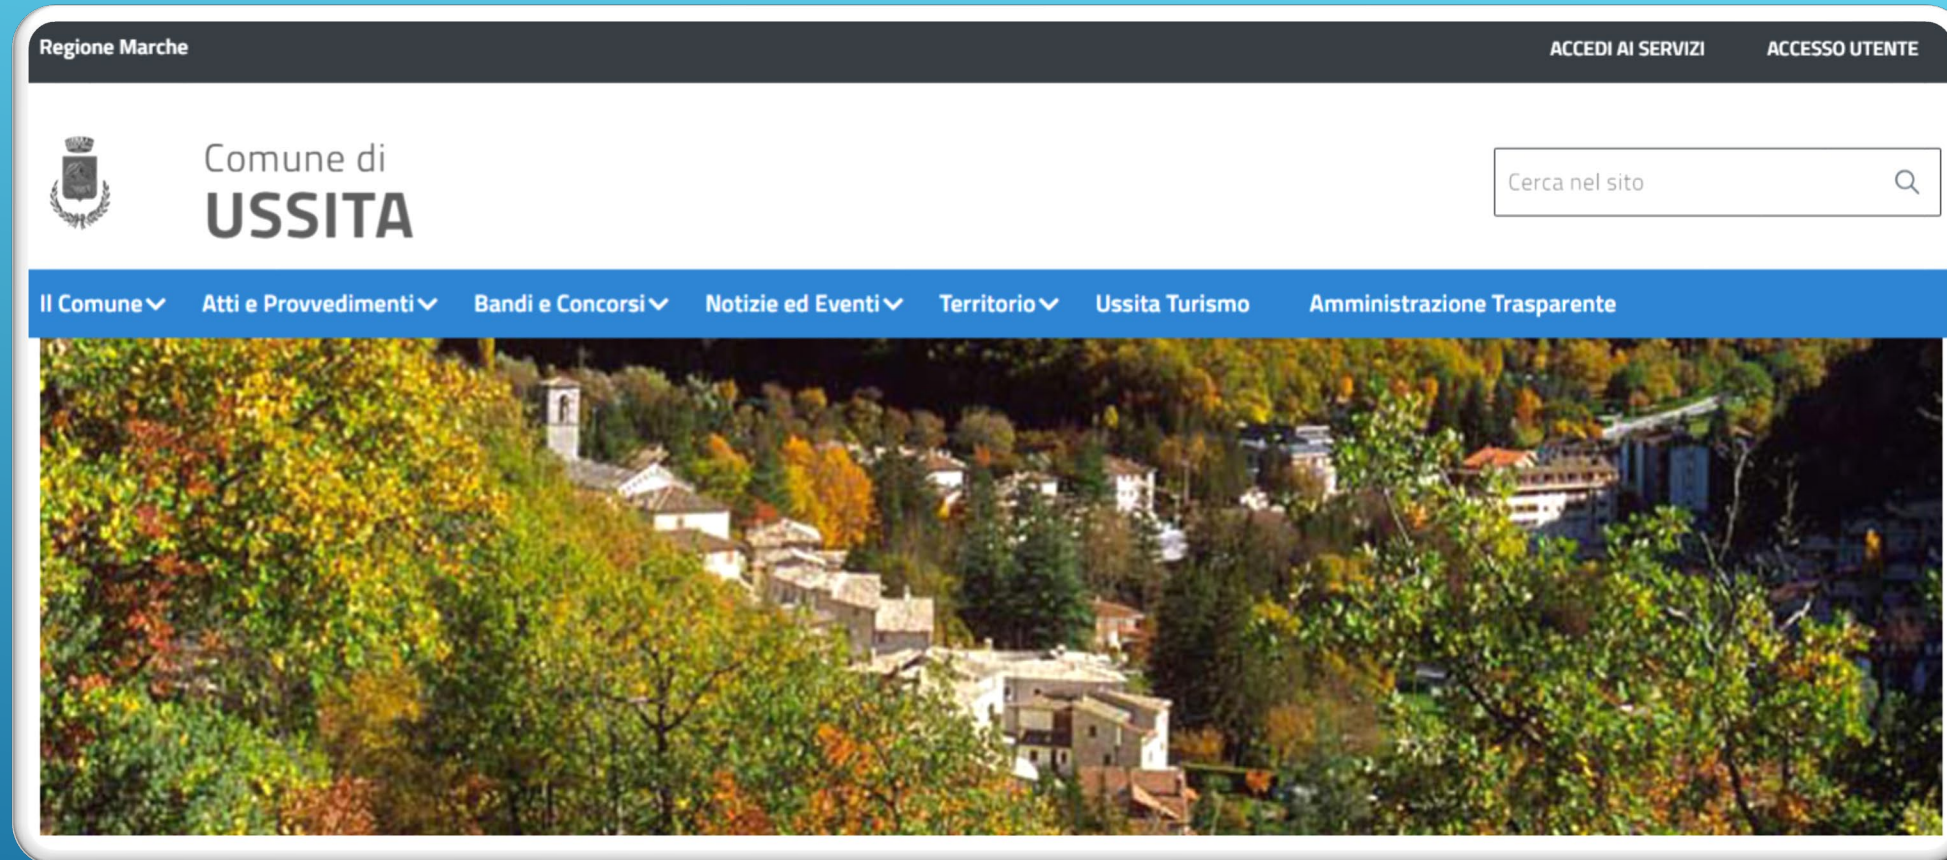 Regione Marche
ACCEDI AI SERVIZI
ACCESSO UTENTE
Comune di
USSITA
Cerca nel sito
Il Comune
Atti e Provvedimenti
Bandi e Concorsi
Notizie ed Eventi
Territorio
Ussita Turismo
Amministrazione Trasparente